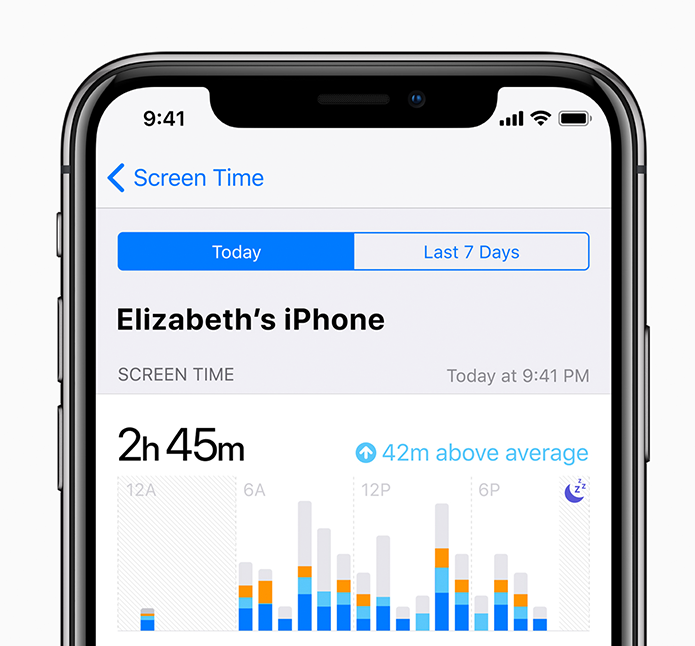 9:41
Screen Time
Today Last 7 Days
Elizabeth’s iPhone
SCREEN TIME Today at 9:41 PM
2h 45m 42m above average
12A 6A 12P 6P zzz